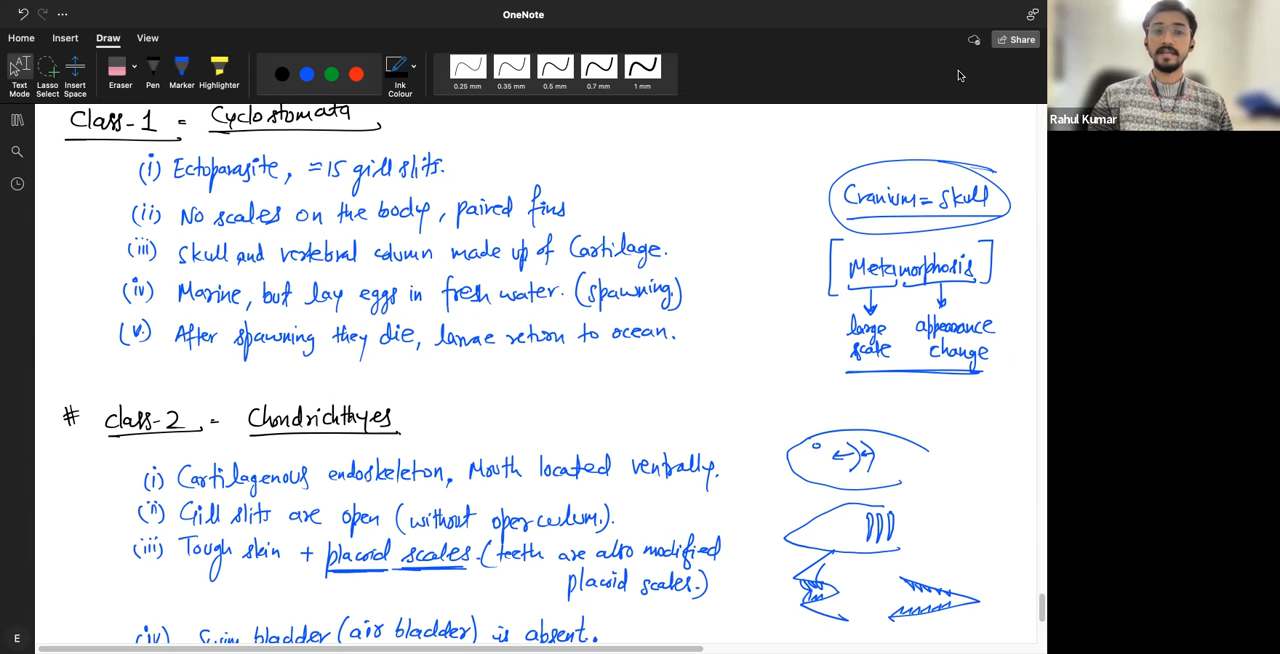 OneNote
Home Insert Draw View
Share
Text Mode
Lasso Select
Insert Space
Eraser
Pen
Marker
Highlighter
Ink Colour
0.25 mm 0.35 mm 0.5 mm 0.7 mm 1 mm
Rahul Kumar
Class-1 = Cyclostomata
(i) Ectoparasite, = 15 gill slits.
(ii) No scales on the body, paired fins
(iii) Skull and vertebral column made up of Cartilage.
(iv) Marine, but lay eggs in fresh water. (spawning.)
(v.) After spawning they die, larvae return to ocean.
Cranium = Skull
[Metamorphosis]
large scale
appearance change
# Class-2 = Chondrichthyes
(i) Cartilagenous endoskeleton, Mouth located ventrally.
(ii) Gill slits are open (without operculum.).
(iii) Tough skin + placoid scales. (teeth are also modified
placoid scales.)
(iv) Swim bladder (air bladder) is absent.
E